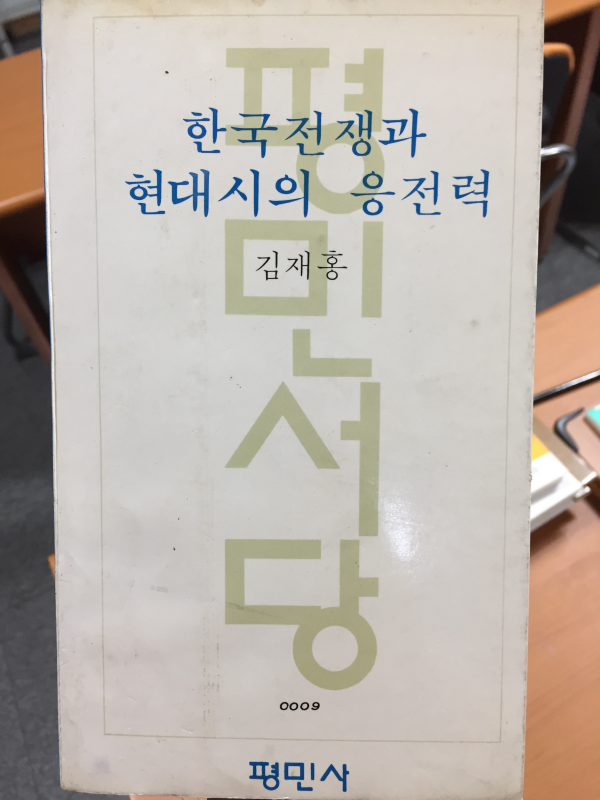 한국전쟁과
현대시의 응전력
김재홍
평민서당
0009
평민사